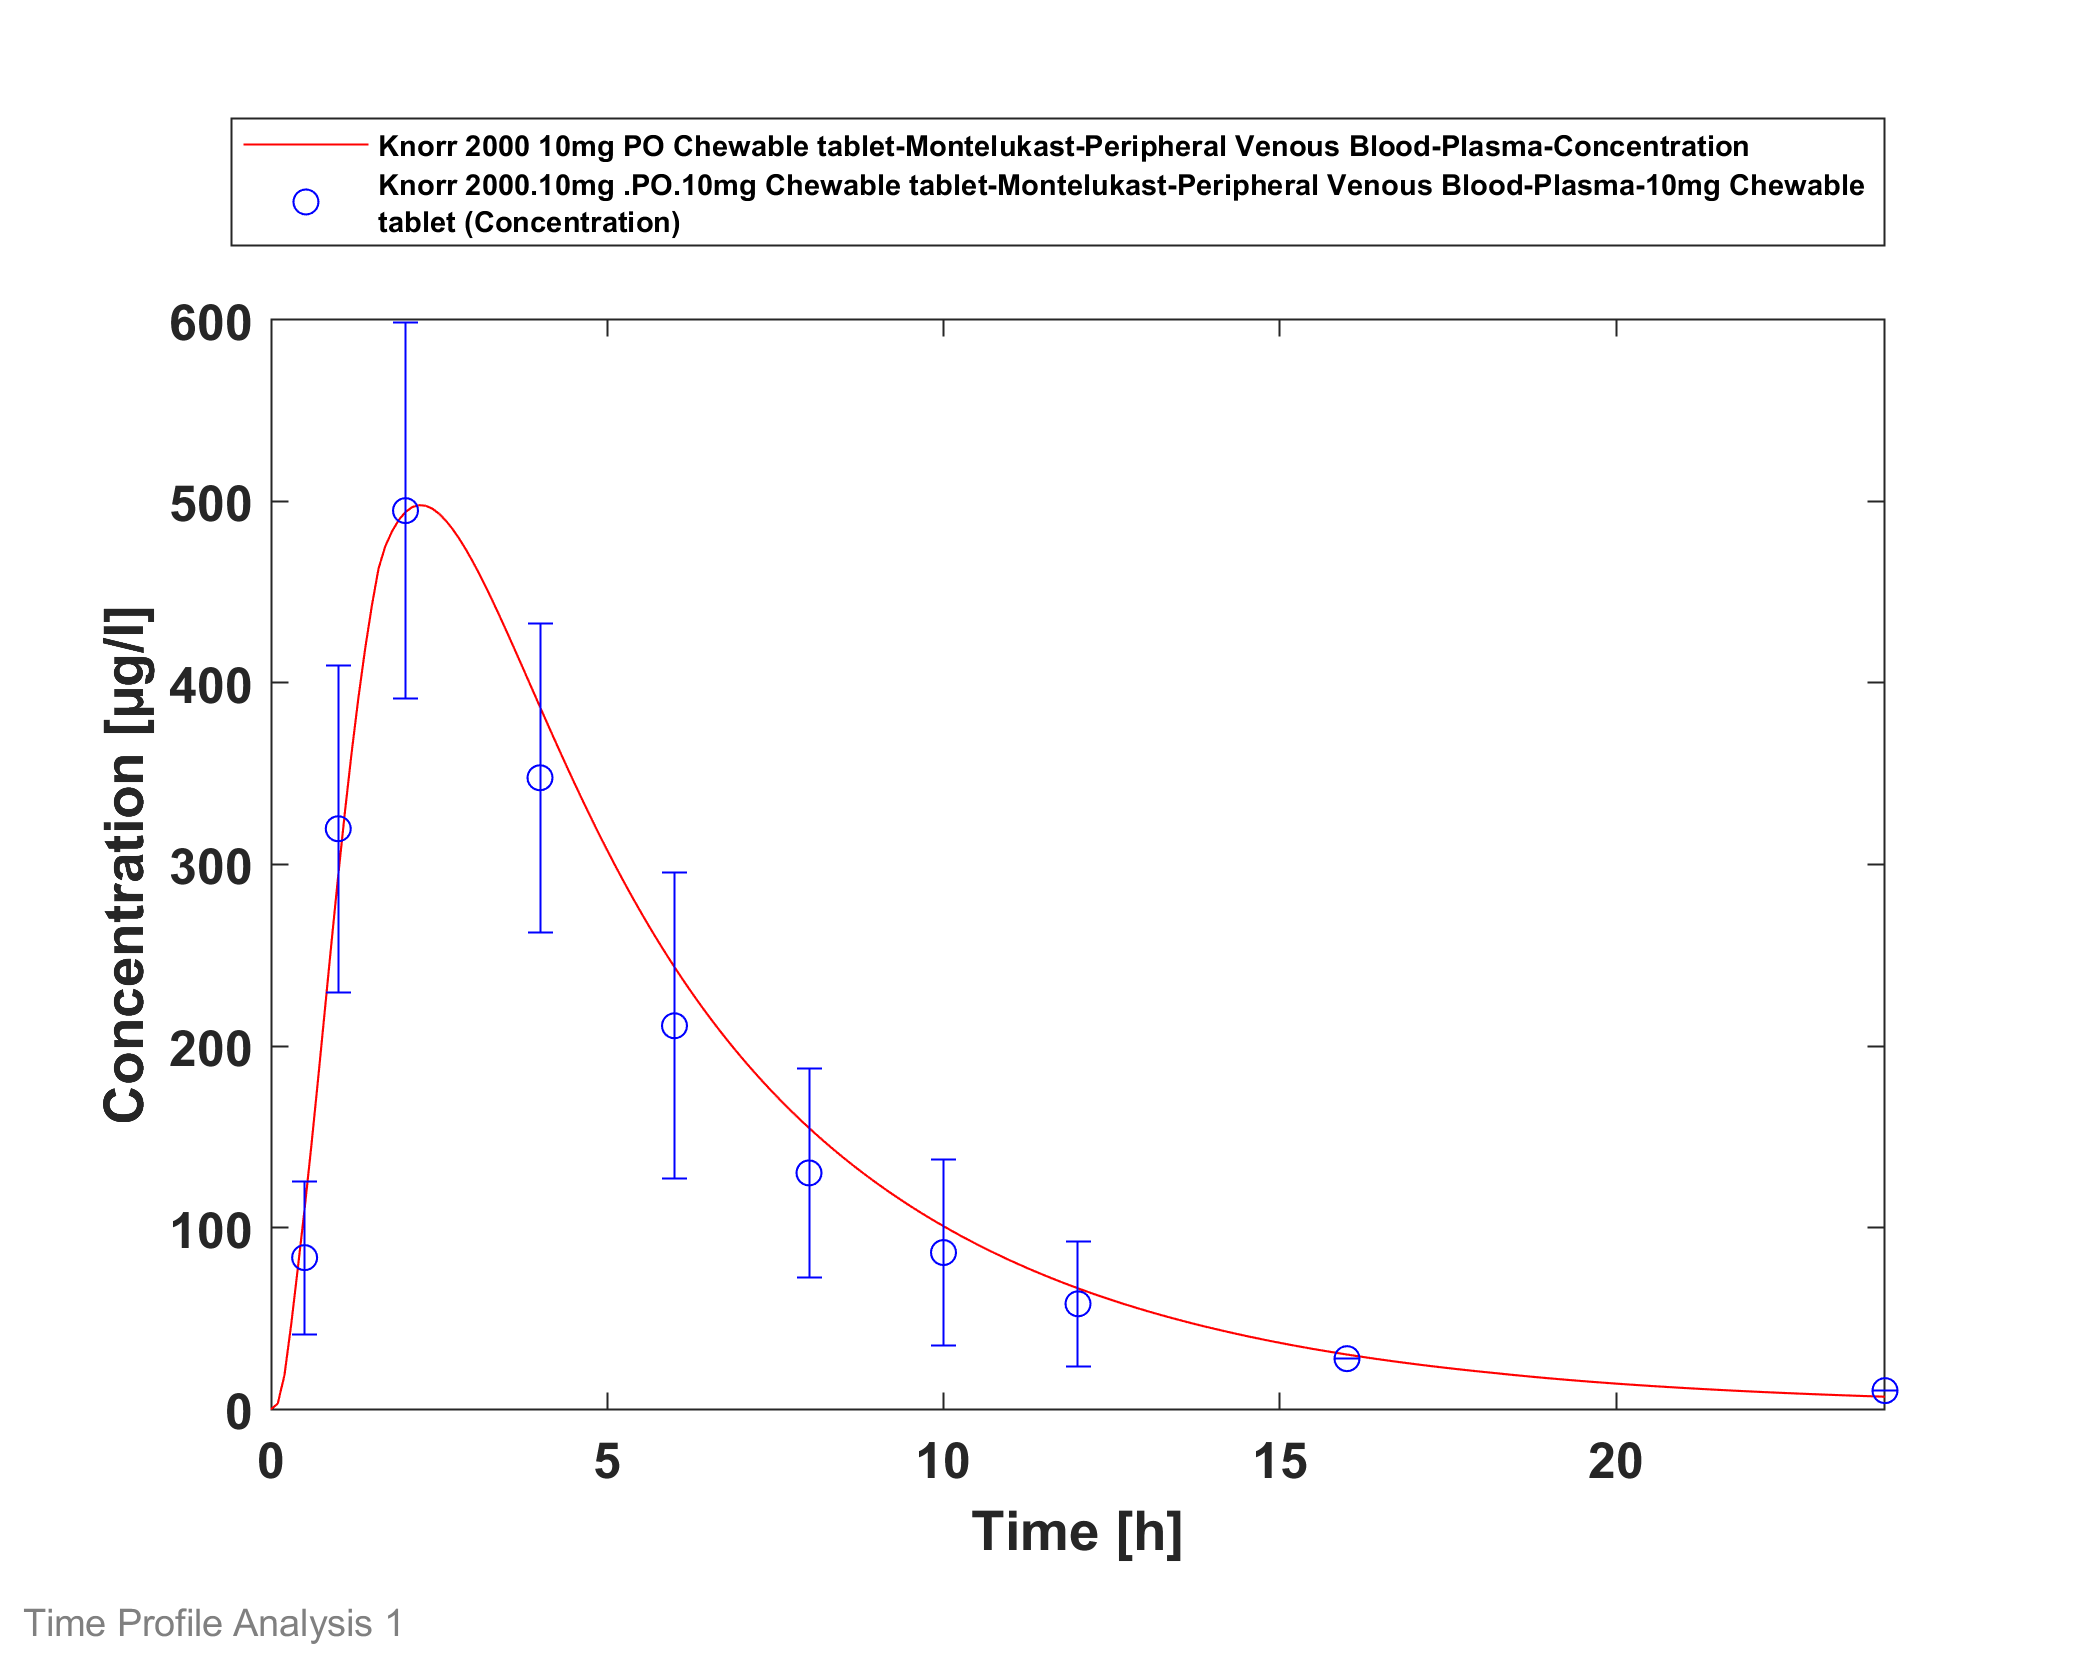 Knorr 2000 10mg PO Chewable tablet-Montelukast-Peripheral Venous Blood-Plasma-Concentration
Knorr 2000.10mg .PO.10mg Chewable tablet-Montelukast-Peripheral Venous Blood-Plasma-10mg Chewable
tablet (Concentration)
600
500
400
300
200
100
0
Concentration [µg/l]
0 5 10 15 20
Time [h]
Time Profile Analysis 1